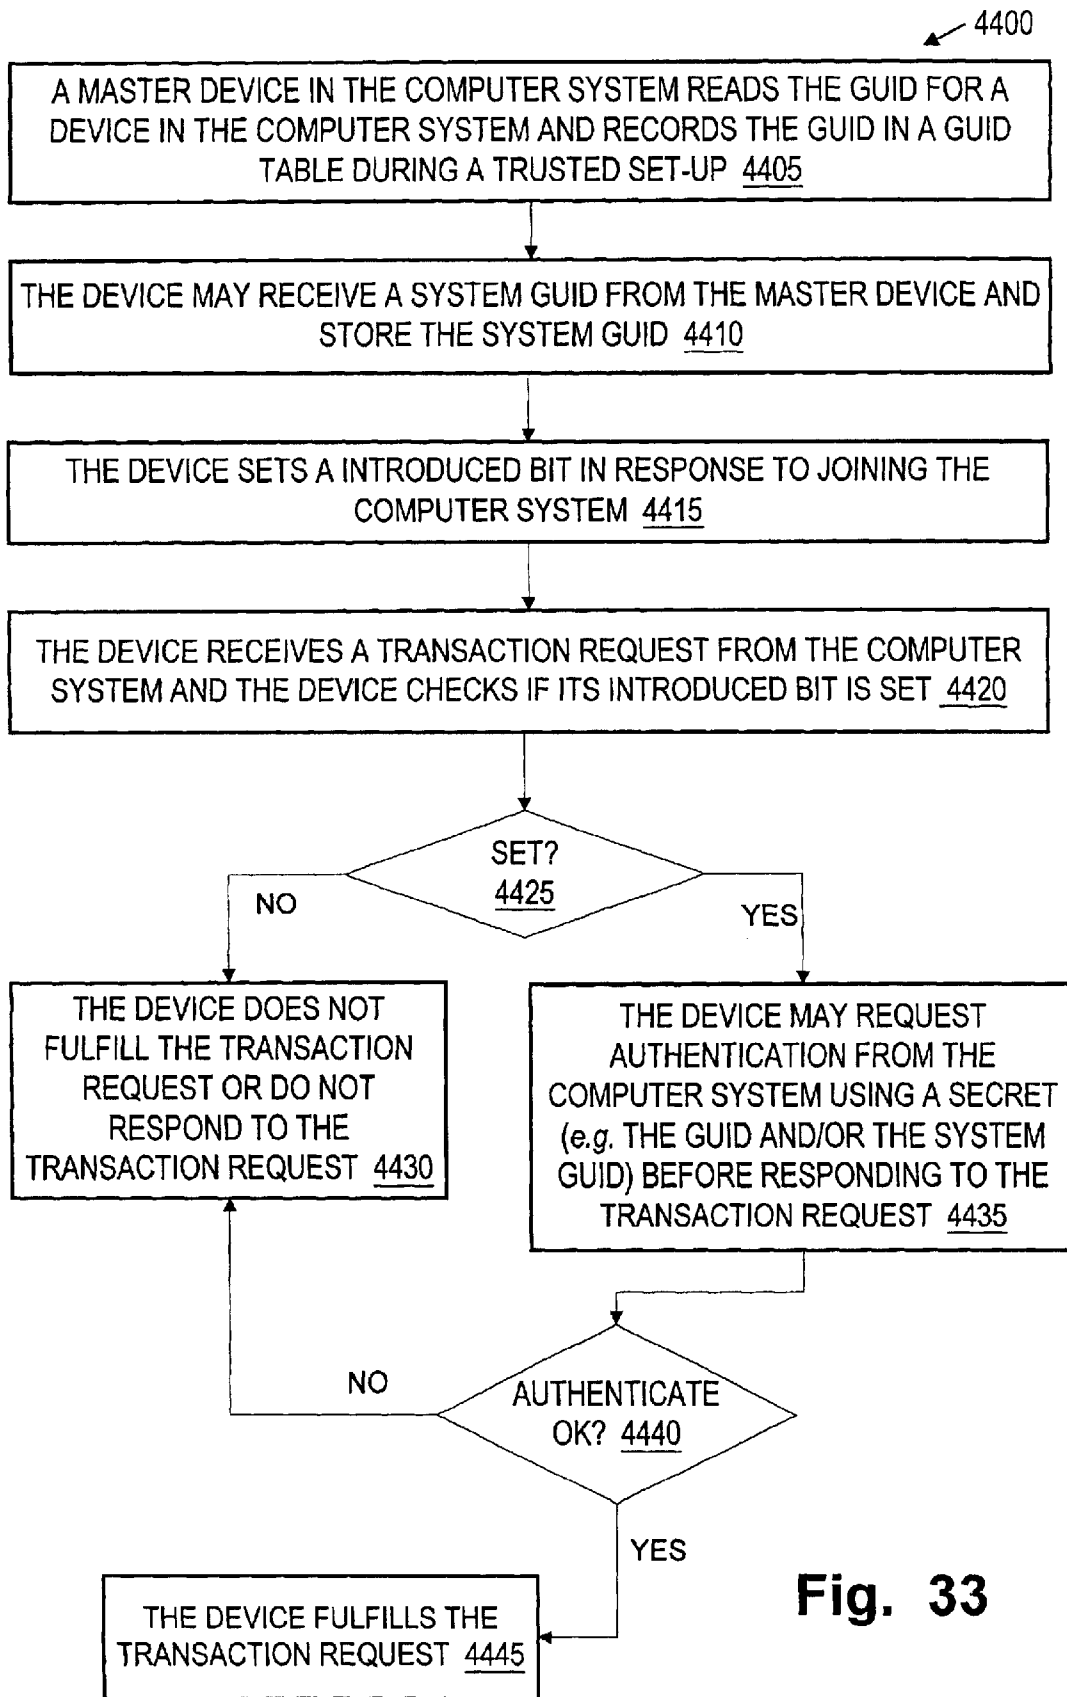 4400
A MASTER DEVICE IN THE COMPUTER SYSTEM READS THE GUID FOR A
DEVICE IN THE COMPUTER SYSTEM AND RECORDS THE GUID IN A GUID
TABLE DURING A TRUSTED SET-UP 4405
THE DEVICE MAY RECEIVE A SYSTEM GUID FROM THE MASTER DEVICE AND
STORE THE SYSTEM GUID 4410
THE DEVICE SETS A INTRODUCED BIT IN RESPONSE TO JOINING THE
COMPUTER SYSTEM 4415
THE DEVICE RECEIVES A TRANSACTION REQUEST FROM THE COMPUTER
SYSTEM AND THE DEVICE CHECKS IF ITS INTRODUCED BIT IS SET 4420
SET?
4425
NO
YES
THE DEVICE DOES NOT
FULFILL THE TRANSACTION
REQUEST OR DO NOT
RESPOND TO THE
TRANSACTION REQUEST 4430
THE DEVICE MAY REQUEST
AUTHENTICATION FROM THE
COMPUTER SYSTEM USING A SECRET
(e.g. THE GUID AND/OR THE SYSTEM
GUID) BEFORE RESPONDING TO THE
TRANSACTION REQUEST 4435
NO
AUTHENTICATE
OK? 4440
YES
THE DEVICE FULFILLS THE
TRANSACTION REQUEST 4445
Fig. 33